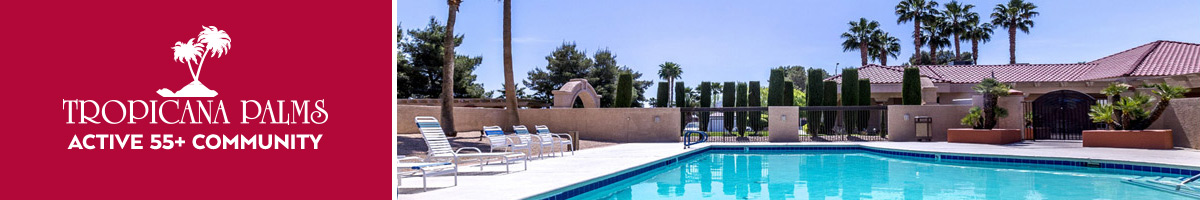 TROPICANA PALMS
ACTIVE 55+ COMMUNITY